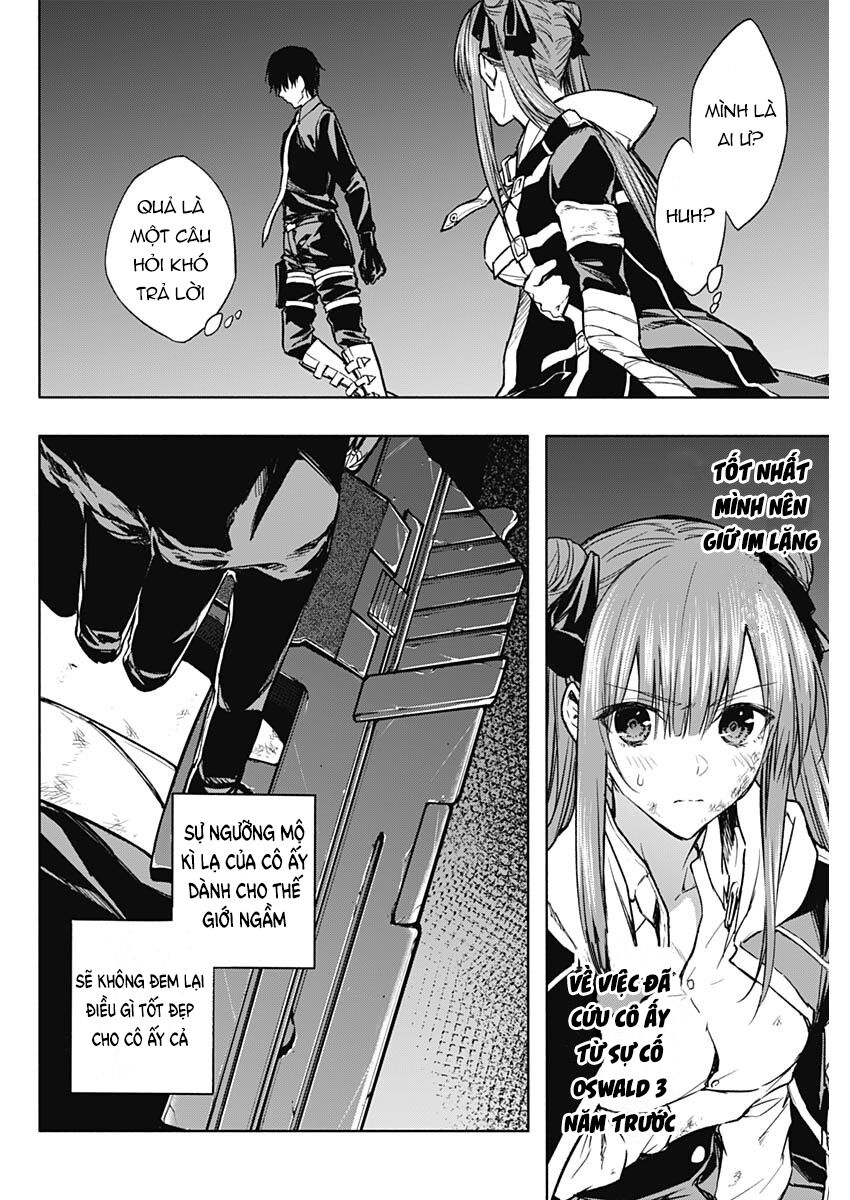 MÌNH LÀ
AI Ư?
HUH?
QUẢ LÀ
MỘT CÂU
HỎI KHÓ
TRẢ LỜI
TỐT NHẤT
MÌNH NÊN
GIỮ IM LẶNG
VỀ VIỆC ĐÃ
CỨU CÔ ẤY
TỪ SỰ CỐ
OSWALD 3
NĂM TRƯỚC
SỰ NGƯỠNG MỘ
KÌ LẠ CỦA CÔ ẤY
DÀNH CHO THẾ
GIỚI NGẦM
SẼ KHÔNG ĐEM LẠI
ĐIỀU GÌ TỐT ĐẸP
CHO CÔ ẤY CẢ